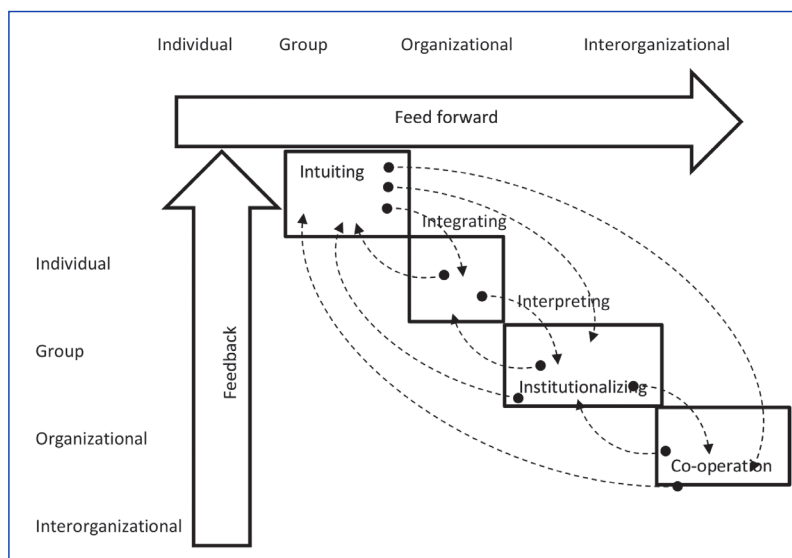 Individual Group Organizational Interorganizational
Feed forward
Intuiting
Integrating
Individual
Interpreting
Group
Feedback
Institutionalizing
Organizational
Co-operation
Interorganizational